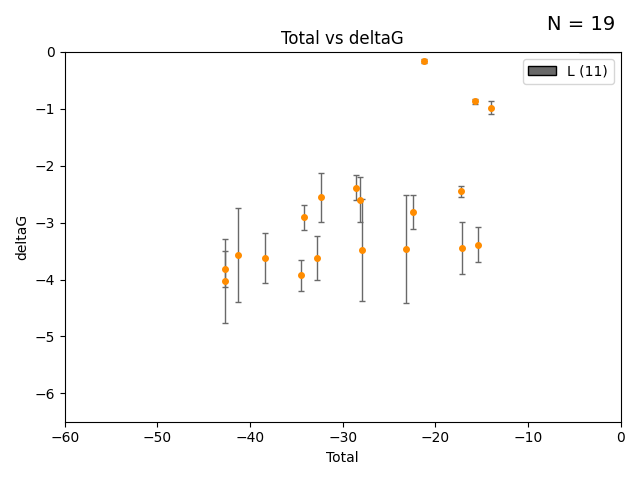 N = 19
Total vs deltaG
L (11)
0
−1
−2
−3
−4
−5
−6
deltaG
−60 −50 −40 −30 −20 −10 0
Total